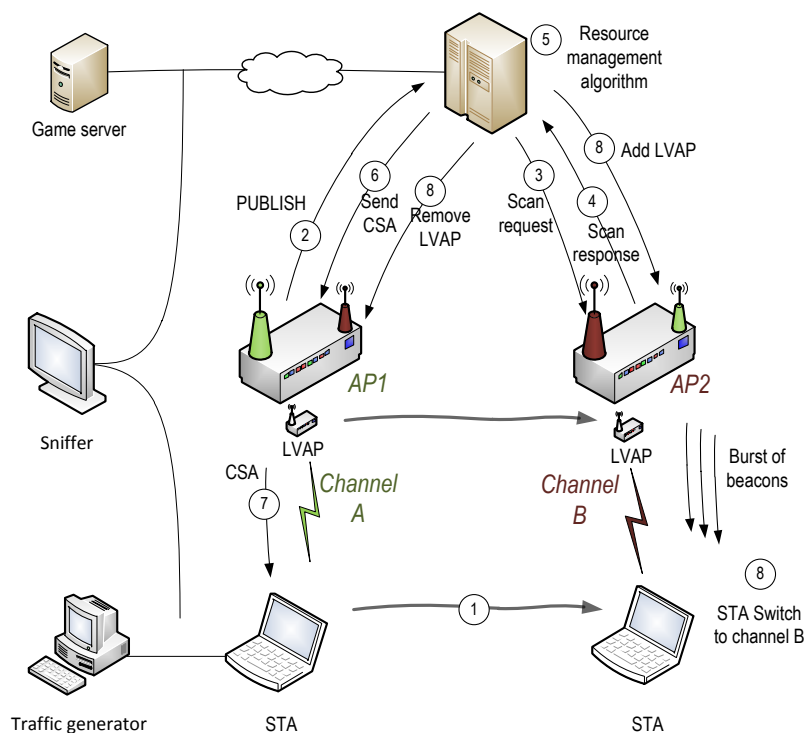 5
Resource
management
algorithm
Game server
8
Add LVAP
6
Send
CSA
8
Remove
LVAP
3
Scan
request
4
Scan
response
PUBLISH
2
AP1
AP2
LVAP
LVAP
Sniffer
CSA
7
Channel
A
Channel
B
Burst of
beacons
8
STA Switch
to channel B
1
Traffic generator
STA
STA